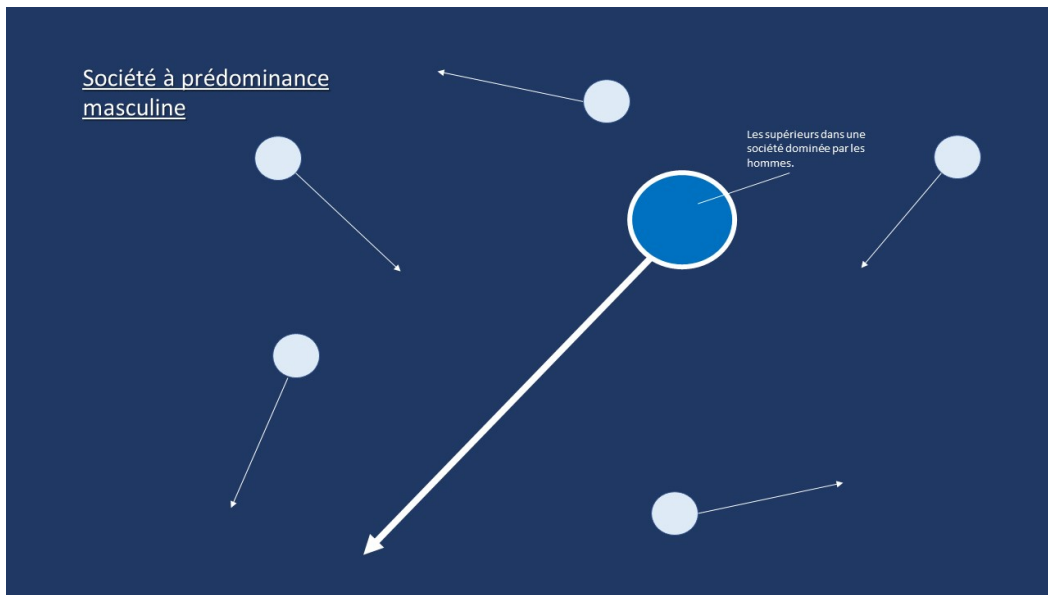 Société à prédominance
masculine
Les supérieurs dans une
société dominée par les
hommes.